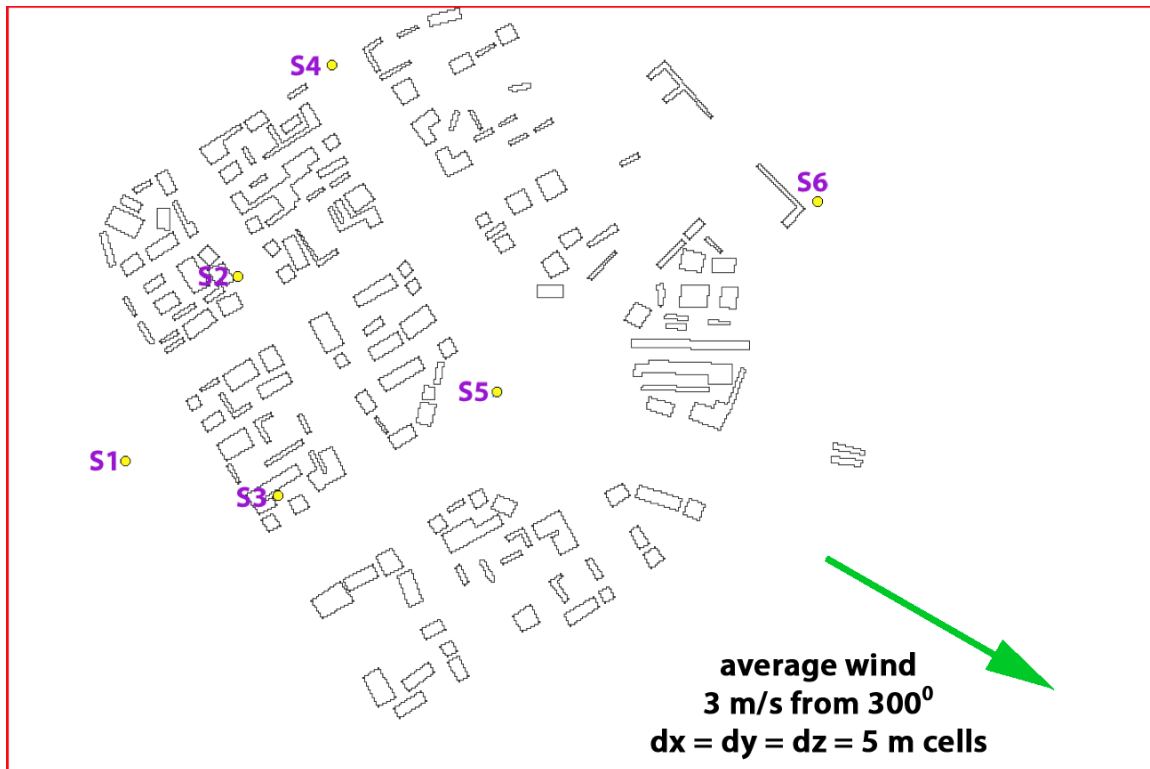 S4
S6
S2
S5
S1
S3
average wind
3 m/s from 300⁰
dx = dy = dz = 5 m cells